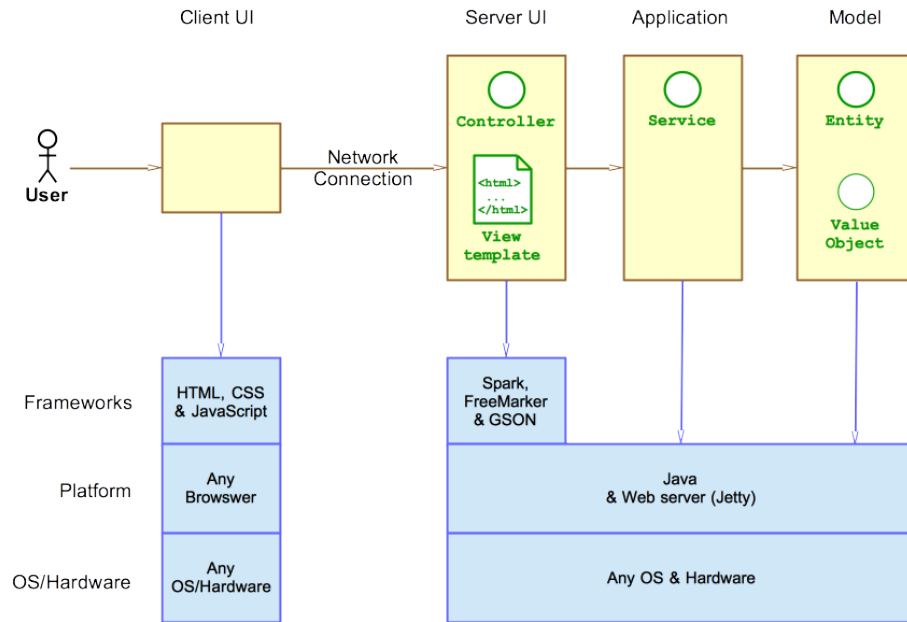 Client UI
Server UI
Application
Model
Controller
Service
Entity
User
Network
Connection
<html>
...
</html>
View
template
Value
Object
Frameworks
HTML, CSS
& JavaScript
Spark,
FreeMarker
& GSON
Platform
Any
Browswer
Java
& Web server (Jetty)
OS/Hardware
Any
OS/Hardware
Any OS & Hardware